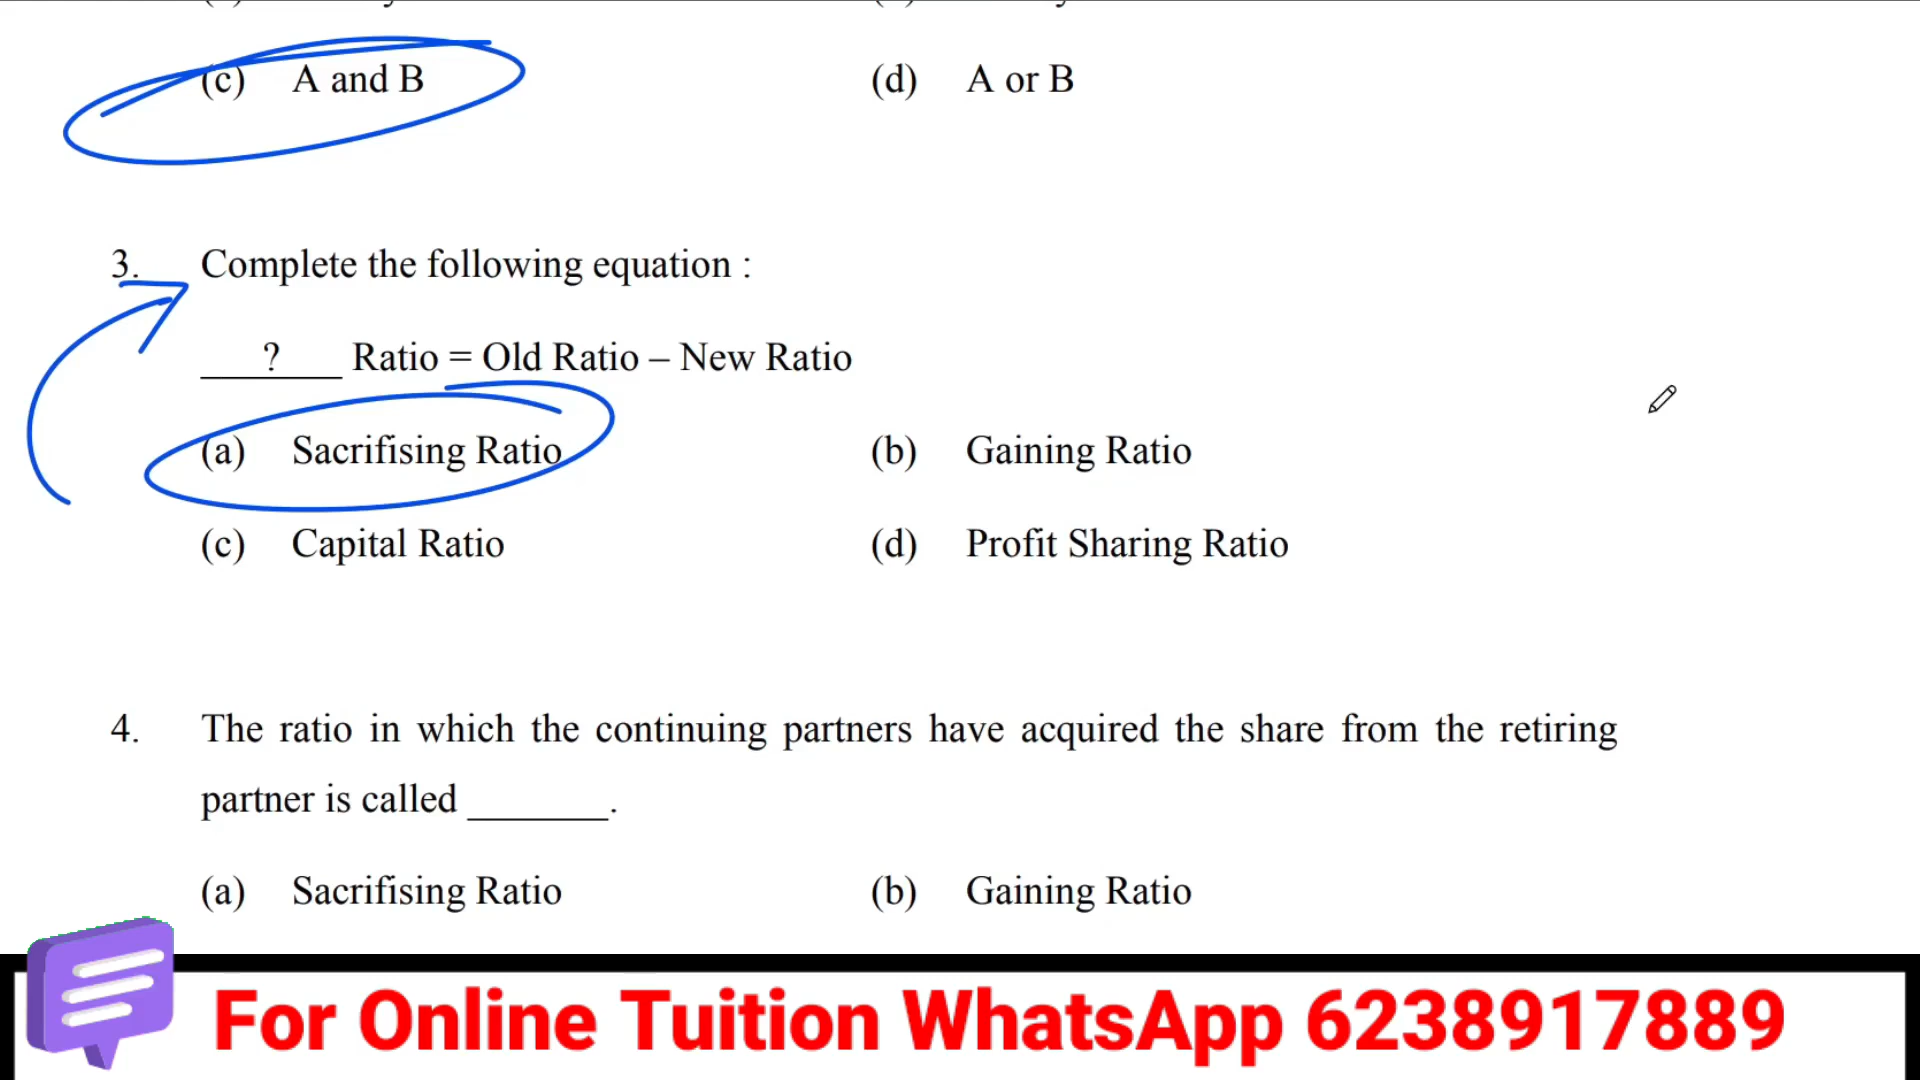 (c) A and B (d) A or B
3. Complete the following equation :
? Ratio = Old Ratio – New Ratio
(a) Sacrifising Ratio (b) Gaining Ratio
(c) Capital Ratio (d) Profit Sharing Ratio
4. The ratio in which the continuing partners have acquired the share from the retiring
partner is called _______.
(a) Sacrifising Ratio (b) Gaining Ratio
For Online Tuition WhatsApp 6238917889